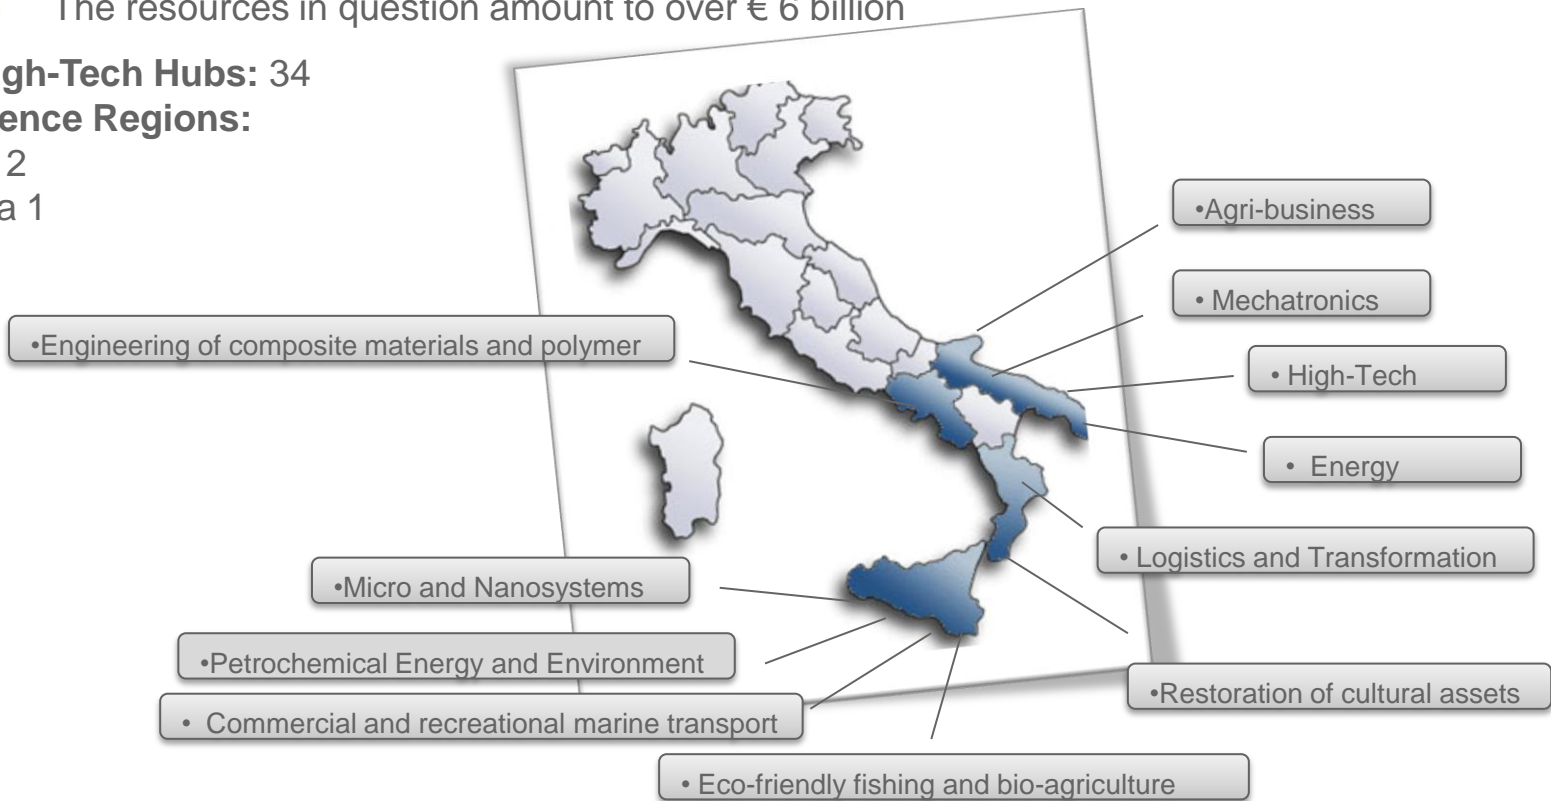 The resources in question amount to over € 6 billion
gh-Tech Hubs: 34
ence Regions:
2
a 1
•Agri-business
• Mechatronics
•Engineering of composite materials and polymer
• High-Tech
• Energy
• Logistics and Transformation
•Micro and Nanosystems
•Petrochemical Energy and Environment
•Restoration of cultural assets
• Commercial and recreational marine transport
• Eco-friendly fishing and bio-agriculture